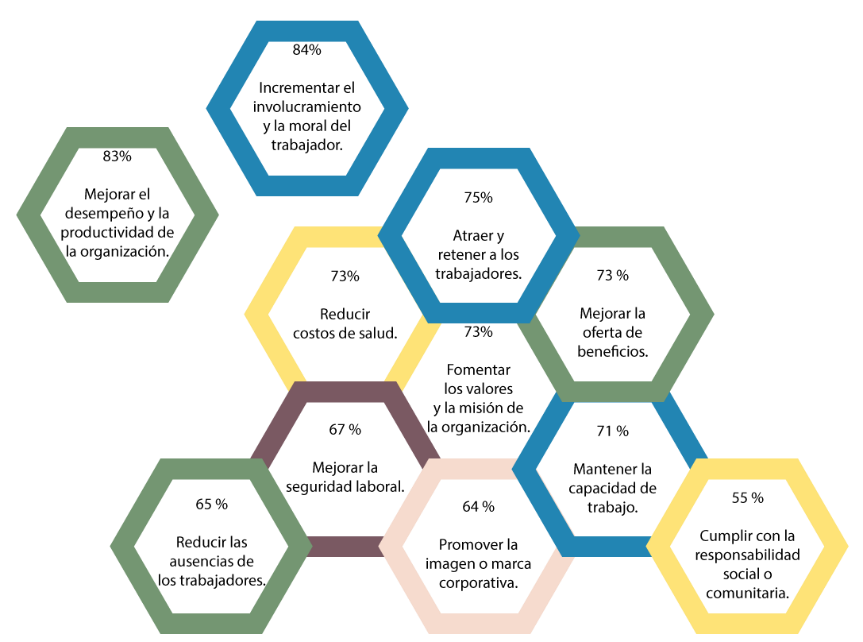 84%
Incrementar el
involucramiento
y la moral del
trabajador.
83%
Mejorar el
desempeño y la
productividad de
la organización.
75%
Atraer y
retener a los
trabajadores.
73%
Reducir
costos de salud.
73 %
Mejorar la
oferta de
beneficios.
73%
Fomentar
los valores
y la misión de
la organización.
67 %
Mejorar la
seguridad laboral.
71 %
Mantener la
capacidad de
trabajo.
65 %
Reducir las
ausencias de
los trabajadores.
64 %
Promover la
imagen o marca
corporativa.
55 %
Cumplir con la
responsabilidad
social o
comunitaria.